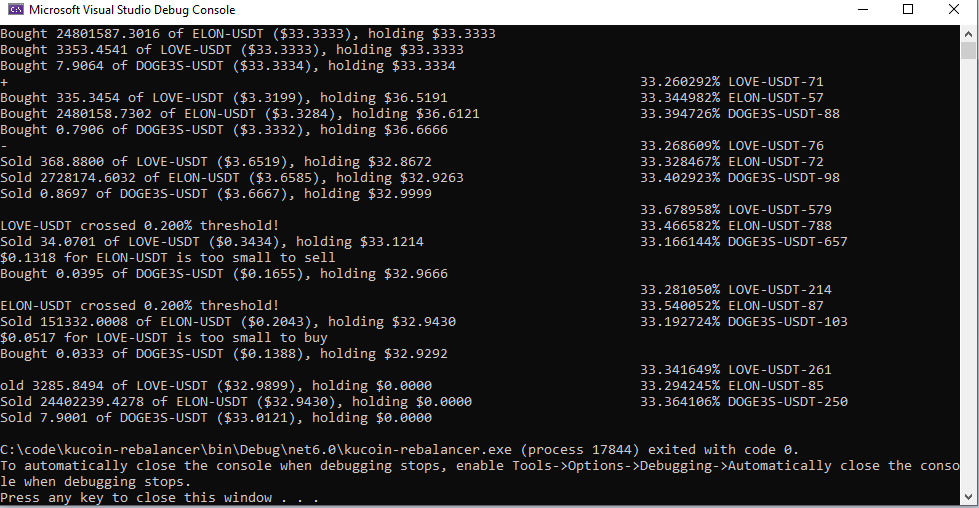 Microsoft Visual Studio Debug Console
Bought 24801587.3016 of ELON-USDT ($33.3333), holding $33.3333
Bought 3353.4541 of LOVE-USDT ($33.3333), holding $33.3333
Bought 7.9064 of DOGE3S-USDT ($33.3334), holding $33.3334
+ 33.260292% LOVE-USDT-71
Bought 335.3454 of LOVE-USDT ($3.3199), holding $36.5191 33.344982% ELON-USDT-57
Bought 2480158.7302 of ELON-USDT ($3.3284), holding $36.6121 33.394726% DOGE3S-USDT-88
Bought 0.7906 of DOGE3S-USDT ($3.3332), holding $36.6666
- 33.268609% LOVE-USDT-76
Sold 368.8800 of LOVE-USDT ($3.6519), holding $32.8672 33.328467% ELON-USDT-72
Sold 2728174.6032 of ELON-USDT ($3.6585), holding $32.9263 33.402923% DOGE3S-USDT-98
Sold 0.8697 of DOGE3S-USDT ($3.6667), holding $32.9999
33.678958% LOVE-USDT-579
LOVE-USDT crossed 0.200% threshold! 33.466582% ELON-USDT-788
Sold 34.0701 of LOVE-USDT ($0.3434), holding $33.1214 33.166144% DOGE3S-USDT-657
$0.1318 for ELON-USDT is too small to sell
Bought 0.0395 of DOGE3S-USDT ($0.1655), holding $32.9666
33.281050% LOVE-USDT-214
ELON-USDT crossed 0.200% threshold! 33.540052% ELON-USDT-87
Sold 151332.0008 of ELON-USDT ($0.2043), holding $32.9430 33.192724% DOGE3S-USDT-103
$0.0517 for LOVE-USDT is too small to buy
Bought 0.0333 of DOGE3S-USDT ($0.1388), holding $32.9292
33.341649% LOVE-USDT-261
old 3285.8494 of LOVE-USDT ($32.9899), holding $0.0000 33.294245% ELON-USDT-85
Sold 24402239.4278 of ELON-USDT ($32.9430), holding $0.0000 33.364106% DOGE3S-USDT-250
Sold 7.9001 of DOGE3S-USDT ($33.0121), holding $0.0000
C:\code\kucoin-rebalancer\bin\Debug\net6.0\kucoin-rebalancer.exe (process 17844) exited with code 0.
To automatically close the console when debugging stops, enable Tools->Options->Debugging->Automatically close the conso
le when debugging stops.
Press any key to close this window . . .